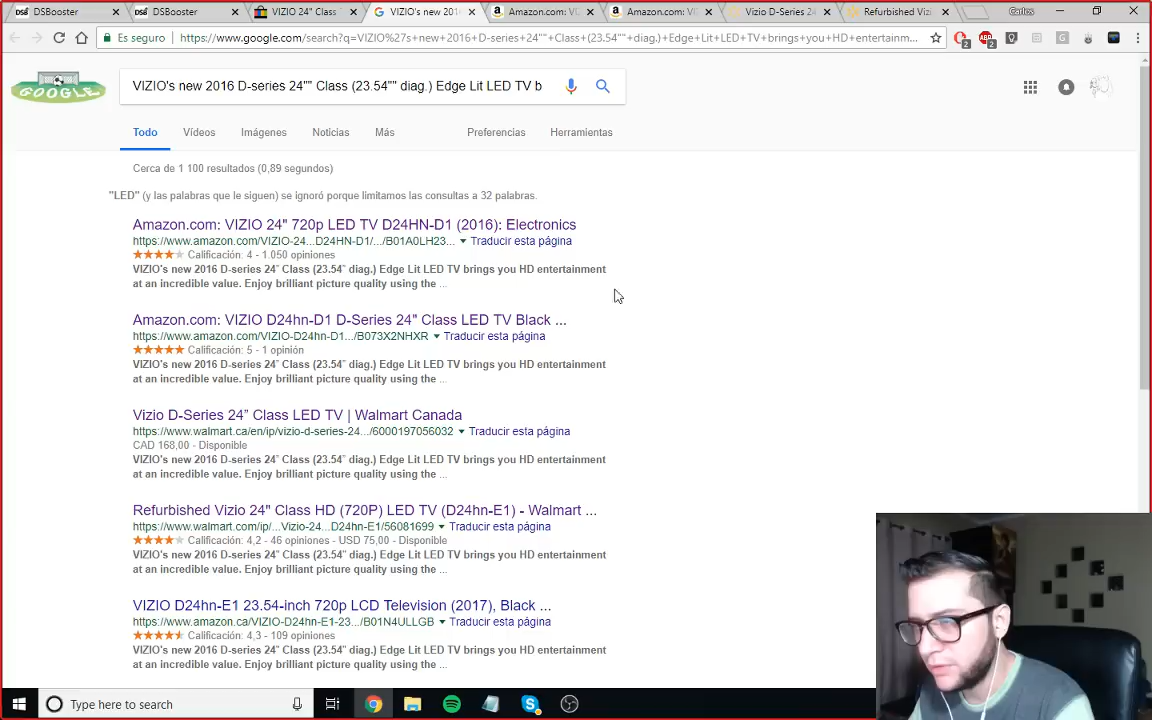 DSBooster
DSBooster
VIZIO 24" Class
VIZIO's new 201
Amazon.com: VI
Amazon.com: VI
Vizio D-Series 24
Refurbished Vizi
Carlos
Es seguro
https://www.google.com/search?q=VIZIO%27s+new+2016+D-series+24""+Class+(23.54""+diag.)+Edge+Lit+LED+TV+brings+you+HD+entertainm...
GOOGLE
VIZIO's new 2016 D-series 24"" Class (23.54"" diag.) Edge Lit LED TV b
Todo Vídeos Imágenes Noticias Más Preferencias Herramientas
Cerca de 1 100 resultados (0,89 segundos)
"LED" (y las palabras que le siguen) se ignoró porque limitamos las consultas a 32 palabras.
Amazon.com: VIZIO 24" 720p LED TV D24HN-D1 (2016): Electronics
https://www.amazon.com/VIZIO-24...D24HN-D1/.../B01A0LH23... Traducir esta página
Calificación: 4 - 1.050 opiniones
VIZIO's new 2016 D-series 24" Class (23.54" diag.) Edge Lit LED TV brings you HD entertainment
at an incredible value. Enjoy brilliant picture quality using the ...
Amazon.com: VIZIO D24hn-D1 D-Series 24" Class LED TV Black ...
https://www.amazon.com/VIZIO-D24hn-D1.../B073X2NHXR Traducir esta página
Calificación: 5 - 1 opinión
VIZIO's new 2016 D-series 24" Class (23.54" diag.) Edge Lit LED TV brings you HD entertainment
at an incredible value. Enjoy brilliant picture quality using the ...
Vizio D-Series 24” Class LED TV | Walmart Canada
https://www.walmart.ca/en/ip/vizio-d-series-24.../6000197056032 Traducir esta página
CAD 168,00 - Disponible
VIZIO's new 2016 D-series 24" Class (23.54" diag.) Edge Lit LED TV brings you HD entertainment
at an incredible value. Enjoy brilliant picture quality using the ...
Refurbished Vizio 24" Class HD (720P) LED TV (D24hn-E1) - Walmart ...
https://www.walmart.com/ip/...Vizio-24...D24hn-E1/56081699 Traducir esta página
Calificación: 4,2 - 46 opiniones - USD 75,00 - Disponible
VIZIO's new 2016 D-series 24" Class (23.54" diag.) Edge Lit LED TV brings you HD entertainment
at an incredible value. Enjoy brilliant picture quality using the ...
VIZIO D24hn-E1 23.54-inch 720p LCD Television (2017), Black ...
https://www.amazon.ca/VIZIO-D24hn-E1-23.../B01N4ULLGB Traducir esta página
Calificación: 4,3 - 109 opiniones
VIZIO's new 2016 D-series 24" Class (23.54" diag.) Edge Lit LED TV brings you HD entertainment
at an incredible value. Enjoy brilliant picture quality using the ...
Type here to search